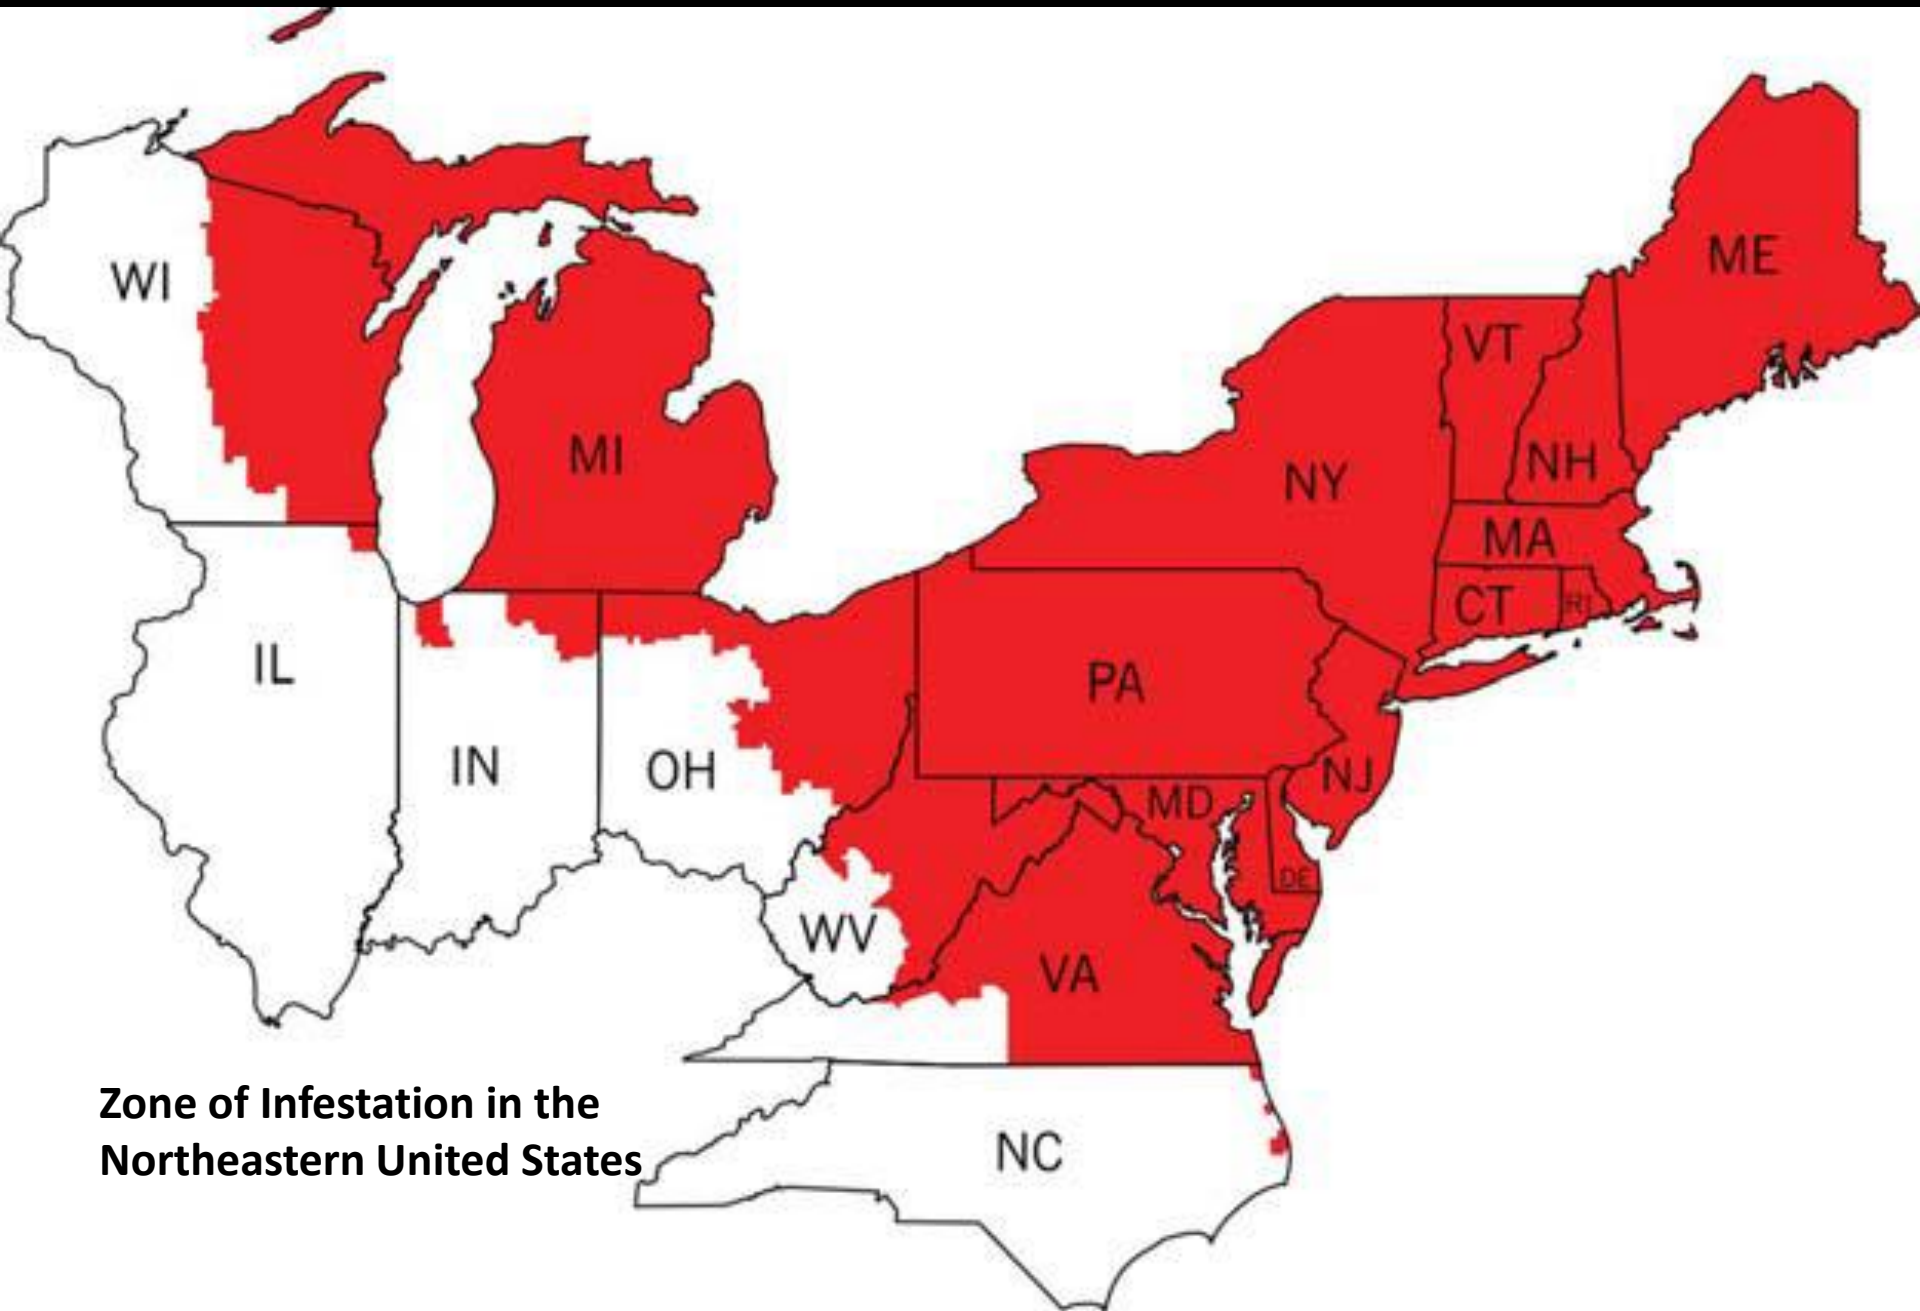 ME
WI
VT
MI
NH
NY
MA
CT
RI
IL
PA
IN
OH
NJ
MD
DE
WV
VA
Zone of Infestation in the
Northeastern United States
NC